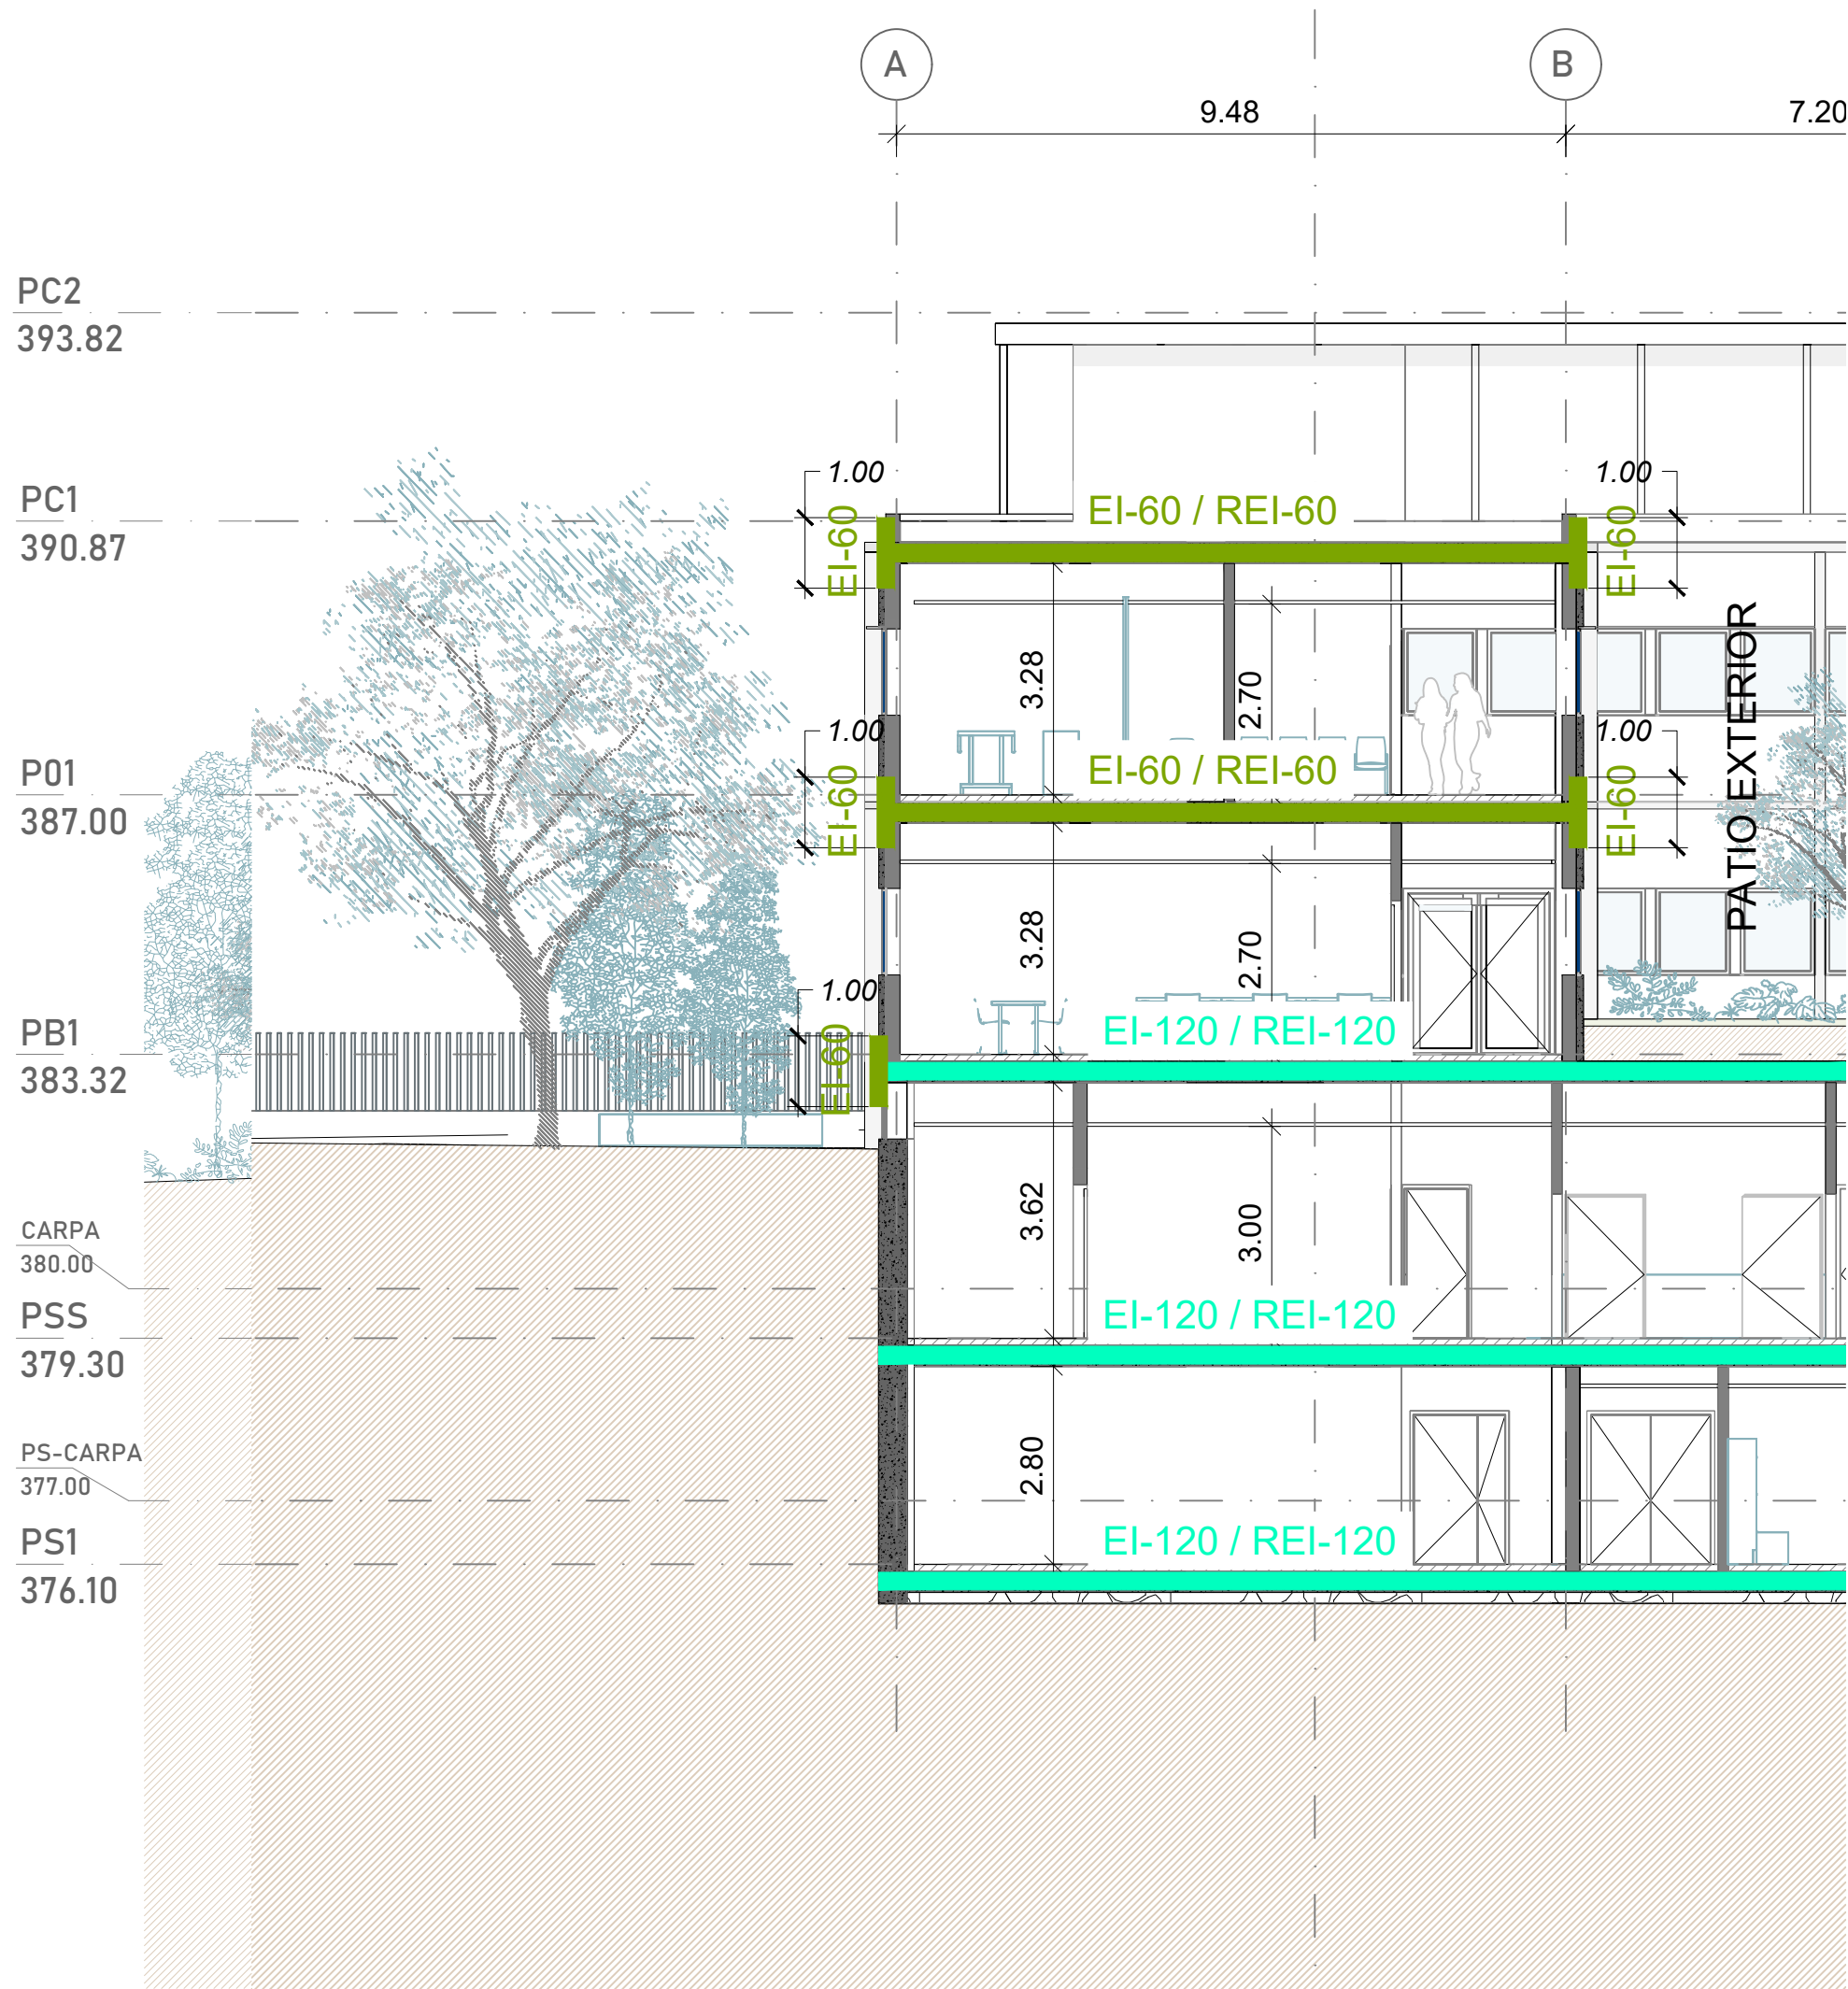 A
B
9.48
7.20
PC2
393.82
1.00
1.00
PC1
390.87
EI-60
EI-60 / REI-60
EI-60
3.28
2.70
PATIO EXTERIOR
1.00
1.00
P01
387.00
EI-60
EI-60 / REI-60
EI-60
3.28
2.70
1.00
PB1
383.32
EI-60
EI-120 / REI-120
3.62
3.00
CARPA
380.00
PSS
379.30
EI-120 / REI-120
2.80
PS-CARPA
377.00
PS1
376.10
EI-120 / REI-120